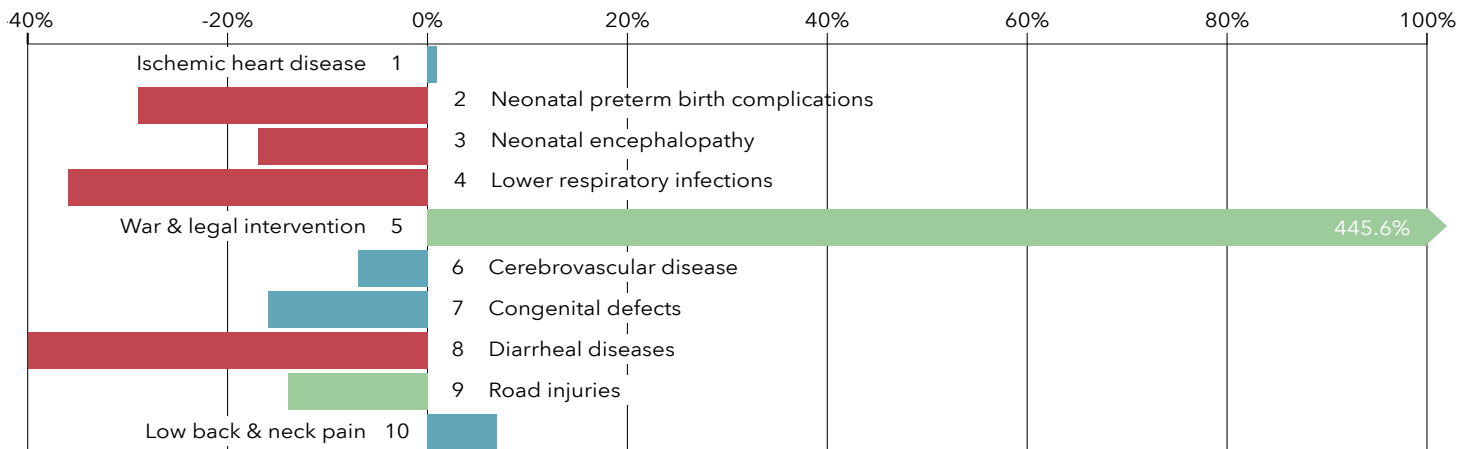 -40% -20% 0% 20% 40% 60% 80% 100%
Ischemic heart disease 1
2 Neonatal preterm birth complications
3 Neonatal encephalopathy
4 Lower respiratory infections
War & legal intervention 5 445.6%
6 Cerebrovascular disease
7 Congenital defects
8 Diarrheal diseases
9 Road injuries
Low back & neck pain 10